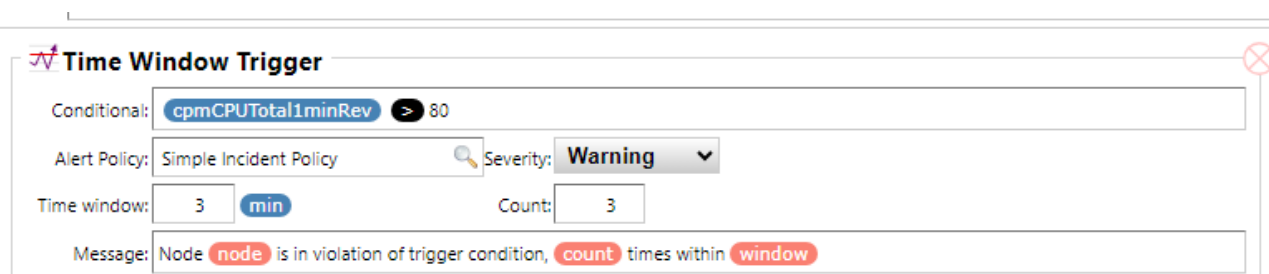 Time Window Trigger
Conditional: cpmCPUTotal1minRev > 80
Alert Policy: Simple Incident Policy Severity: Warning
Time window: 3 min Count: 3
Message: Node node is in violation of trigger condition, count times within window